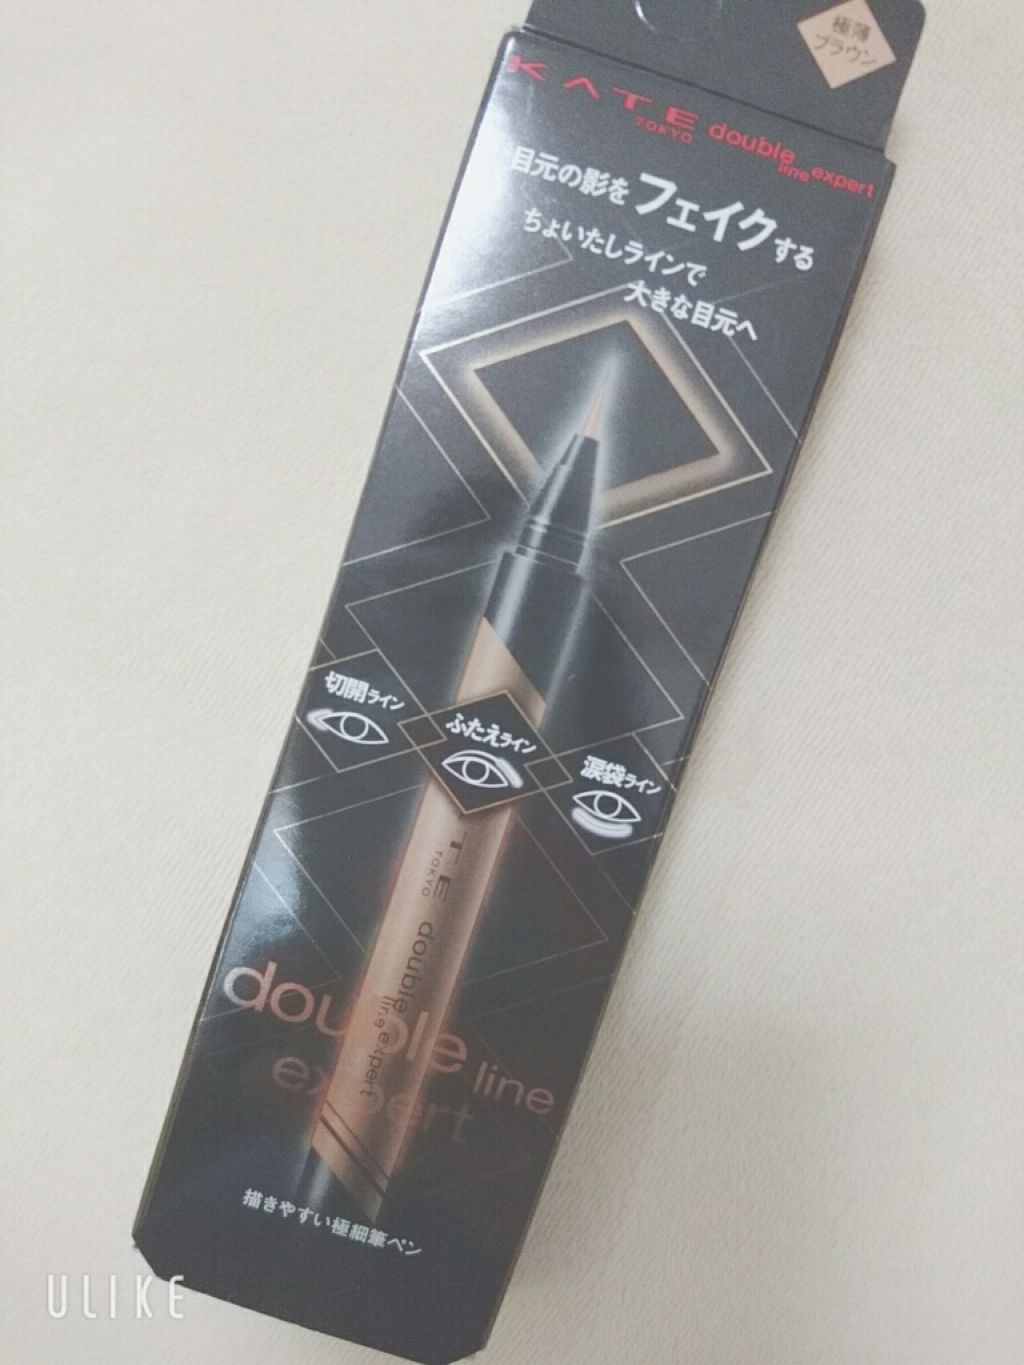 極薄
ブラウン
KATE
TOKYO
double
line expert
目元の影をフェイクする
ちょいたしラインで
大きな目元へ
切開ライン
ふたえライン
涙袋ライン
TE
TOKYO
double
line expert
double line
expert
描きやすい極細筆ペン
ULIKE